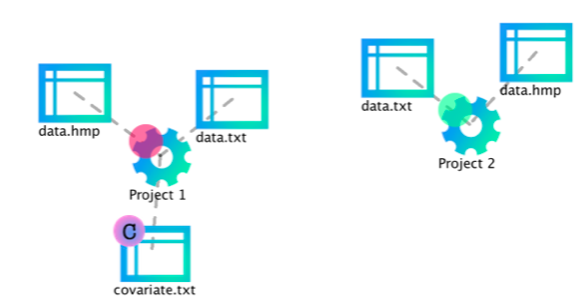 data.hmp
data.txt
Project 1
C
covariate.txt
data.txt
data.hmp
Project 2